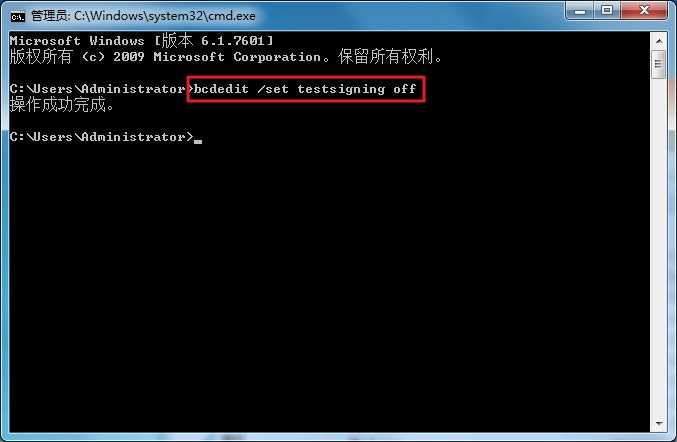 管理员: C:\Windows\system32\cmd.exe
Microsoft Windows [版本 6.1.7601]
版权所有 (c) 2009 Microsoft Corporation。保留所有权利。
C:\Users\Administrator>bcdedit /set testsigning off
操作成功完成。
C:\Users\Administrator>_